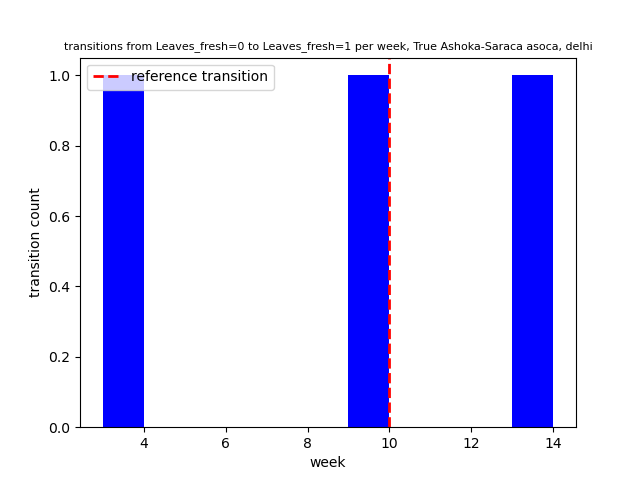 transitions from Leaves_fresh=0 to Leaves_fresh=1 per week, True Ashoka-Saraca asoca, delhi
reference transition
1.0
0.8
0.6
0.4
0.2
0.0
transition count
4 6 8 10 12 14
week